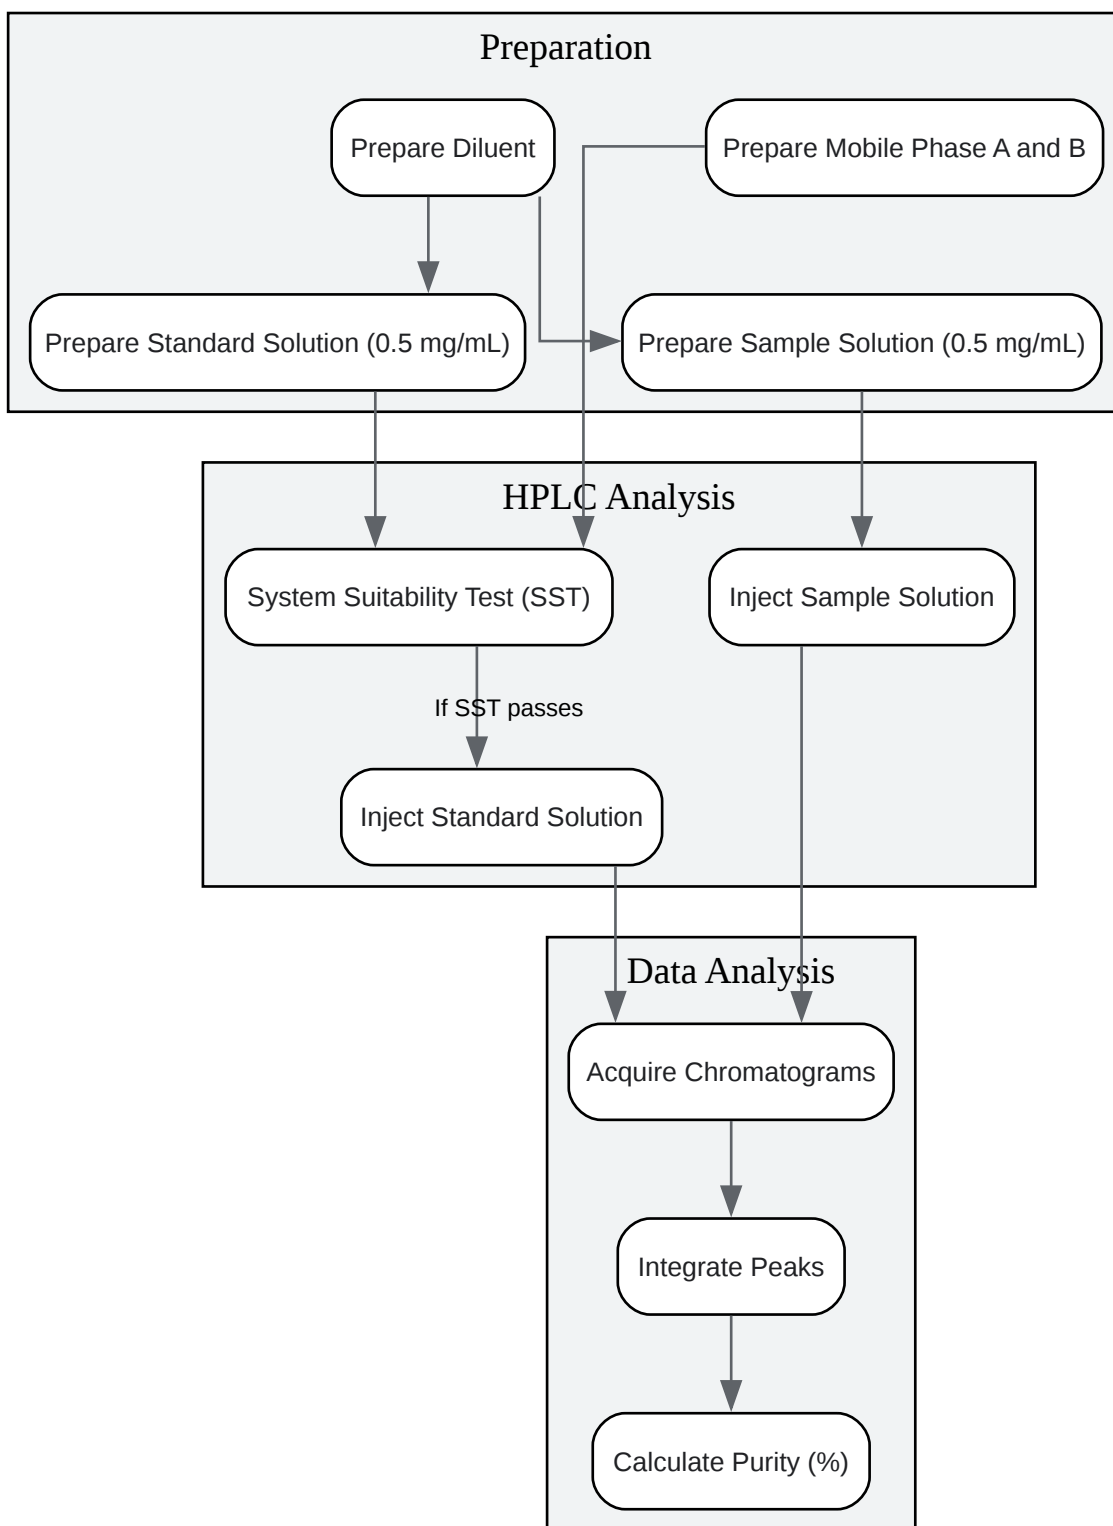 Preparation
Prepare Diluent
Prepare Mobile Phase A and B
Prepare Standard Solution (0.5 mg/mL)
Prepare Sample Solution (0.5 mg/mL)
HPLC Analysis
System Suitability Test (SST)
Inject Sample Solution
If SST passes
Inject Standard Solution
Data Analysis
Acquire Chromatograms
Integrate Peaks
Calculate Purity (%)